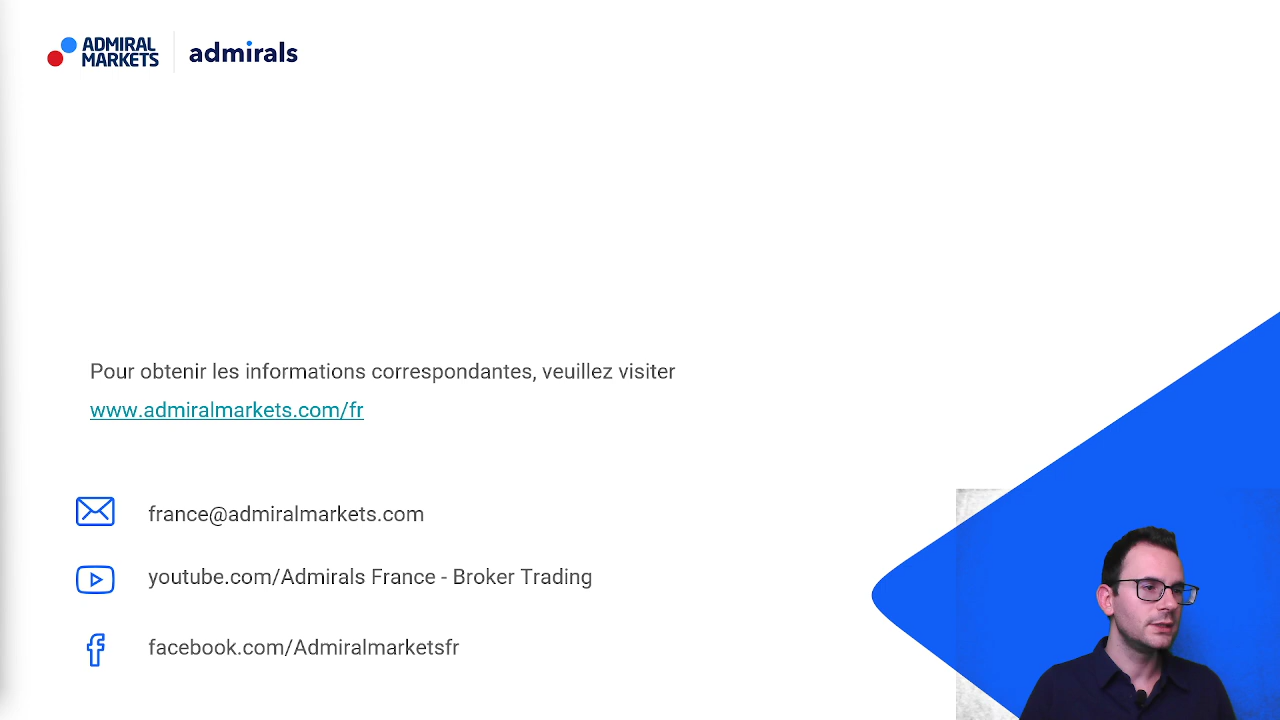 ADMIRAL
MARKETS
admirals
Pour obtenir les informations correspondantes, veuillez visiter
www.admiralmarkets.com/fr
france@admiralmarkets.com
youtube.com/Admirals France - Broker Trading
facebook.com/Admiralmarketsfr